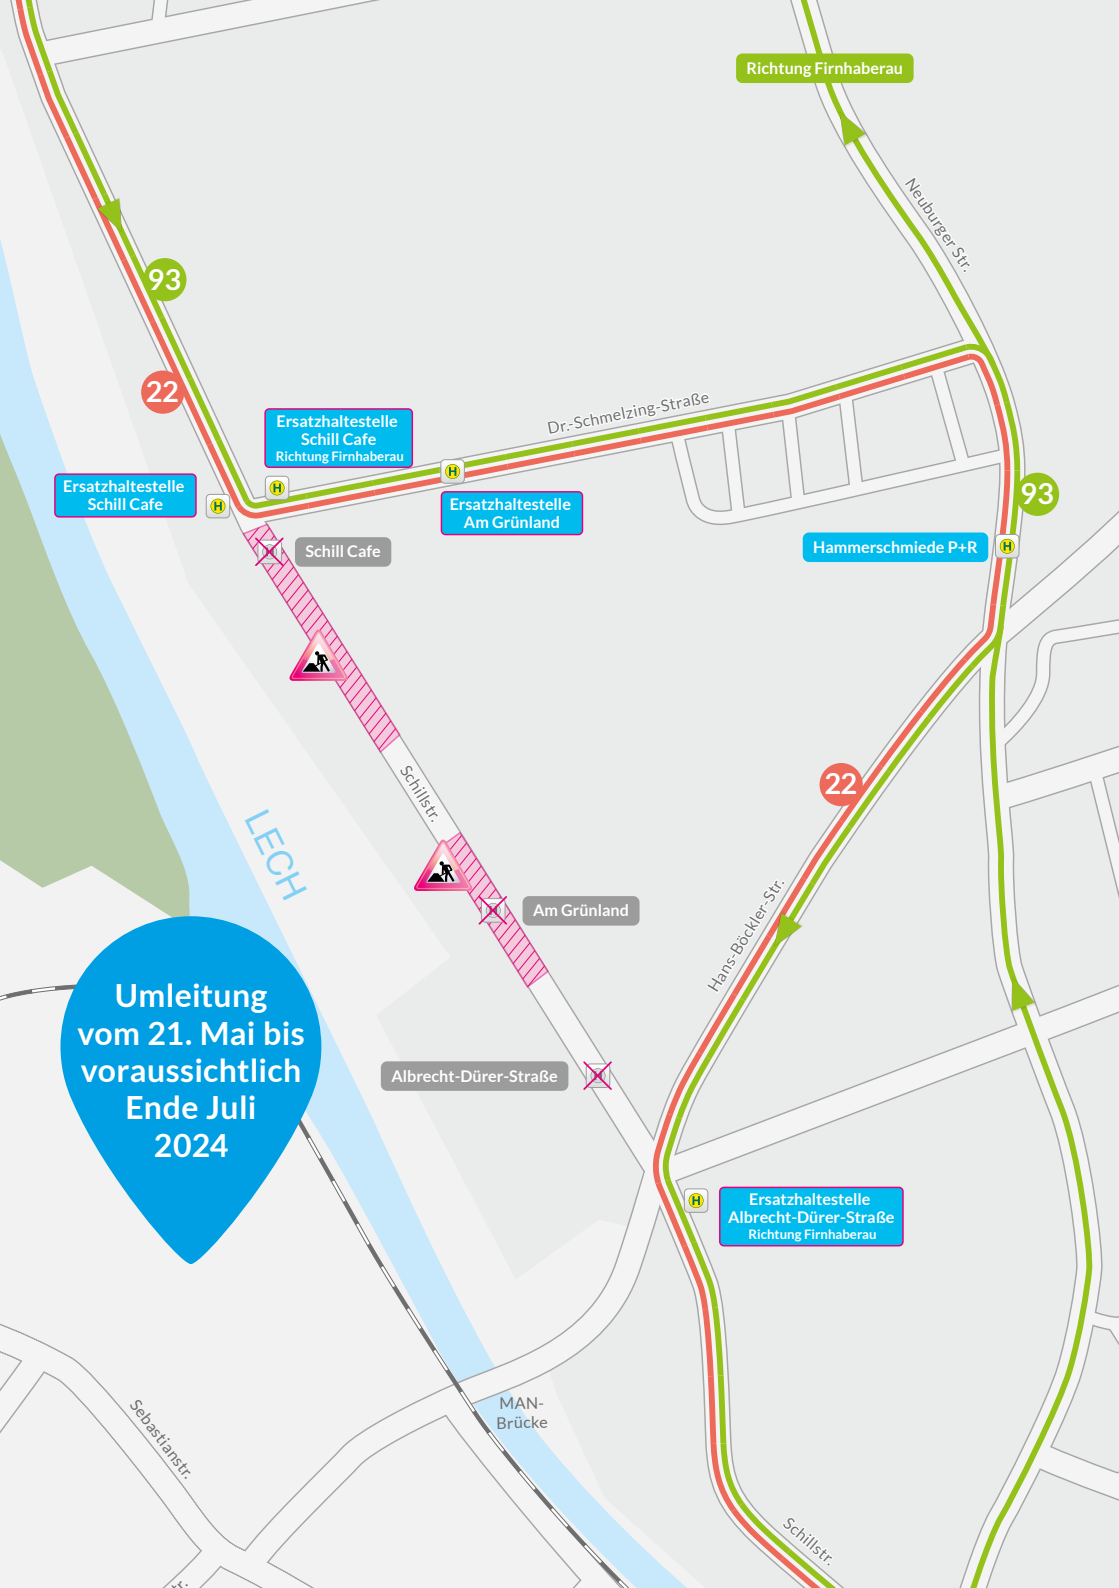 Richtung Firnhaberau
Neuburger Str.
93
22
Ersatzhaltestelle
Schill Cafe
Richtung Firnhaberau
Dr.-Schmelzing-Straße
H
H
Ersatzhaltestelle
Schill Cafe
H
Ersatzhaltestelle
Am Grünland
93
Schill Cafe
Hammerschmiede P+R
H
Schillstr.
22
LECH
Am Grünland
Hans-Böckler-Str.
Umleitung
vom 21. Mai bis
voraussichtlich
Ende Juli
2024
Albrecht-Dürer-Straße
H
Ersatzhaltestelle
Albrecht-Dürer-Straße
Richtung Firnhaberau
MAN-
Brücke
Sebastianstr.
Schillstr.